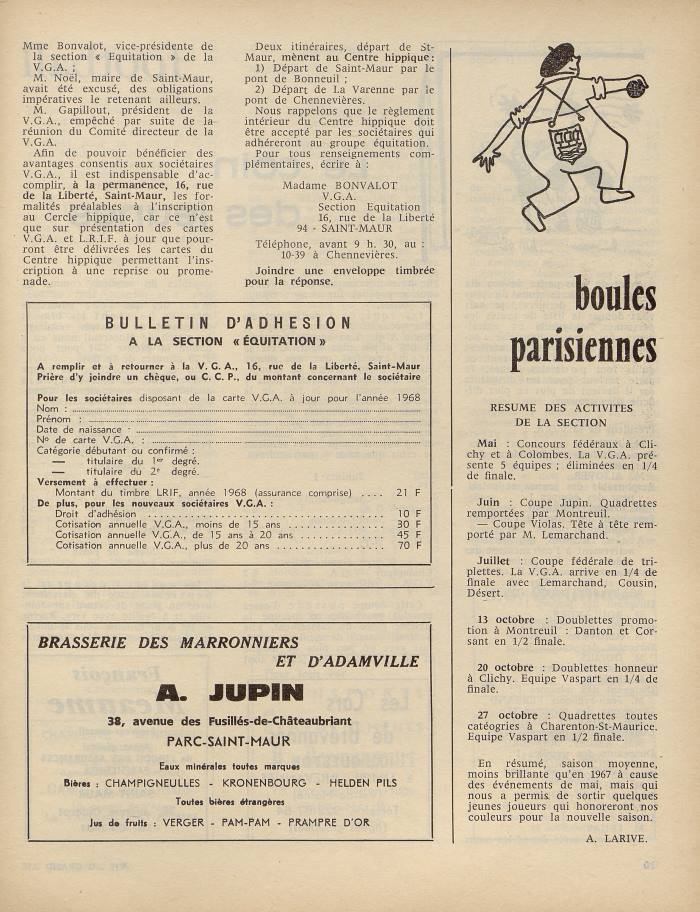 Mme Bonvalot, vice-présidente de
la section « Equitation » de la
V.G.A. ;
M. Noël, maire de Saint-Maur,
avait été excusé, des obligations
impératives le retenant ailleurs.
M. Gapillout, président de la
V.G.A., empêché par suite de la
réunion du Comité directeur de la
V.G.A.
Afin de pouvoir bénéficier des
avantages consentis aux sociétaires
V.G.A., il est indispensable d'ac-
complir, à la permanence, 16, rue
de la Liberté, Saint-Maur, les for-
malités préalables à l'inscription
au Cercle hippique, car ce n'est
que sur présentation des cartes
V.G.A. et L.R.I.F. à jour que pour-
ront être délivrées les cartes du
Centre hippique permettant l'ins-
cription à une reprise ou prome-
nade.
Deux itinéraires, départ de St-
Maur, mènent au Centre hippique :
1) Départ de Saint-Maur par le
pont de Bonneuil ;
2) Départ de La Varenne par le
pont de Chennevières.
Nous rappelons que le règlement
intérieur du Centre hippique doit
être accepté par les sociétaires qui
adhéreront au groupe équitation.
Pour tous renseignements com-
plémentaires, écrire à :
Madame BONVALOT
V.G.A.
Section Equitation
16, rue de la Liberté
94 - SAINT-MAUR
Téléphone, avant 9 h. 30, au :
10-39 à Chennevières.
Joindre une enveloppe timbrée
pour la réponse.
BULLETIN D'ADHESION
A LA SECTION « ÉQUITATION »
A remplir et à retourner à la V. G. A., 16, rue de la Liberté, Saint-Maur
Prière d'y joindre un chèque, ou C. C. P., du montant concernant le sociétaire
Pour les sociétaires disposant de la carte V.G.A. à jour pour l'année 1968
Nom :
Prénom :
Date de naissance :
N° de carte V.G.A. :
Catégorie débutant ou confirmé :
— titulaire du 1er degré.
— titulaire du 2e degré.
Versement à effectuer :
Montant du timbre LRIF, année 1968 (assurance comprise) .... 21 F
De plus, pour les nouveaux sociétaires V.G.A. :
Droit d'adhésion .... 10 F
Cotisation annuelle V.G.A., moins de 15 ans .... 30 F
Cotisation annuelle V.G.A., de 15 ans à 20 ans .... 45 F
Cotisation annuelle V.G.A., plus de 20 ans .... 70 F
BRASSERIE DES MARRONNIERS
ET D'ADAMVILLE
A. JUPIN
38, avenue des Fusillés-de-Châteaubriant
PARC-SAINT-MAUR
Eaux minérales toutes marques
Bières : CHAMPIGNEULLES - KRONENBOURG - HELDEN PILS
Toutes bières étrangères
Jus de fruits : VERGER - PAM-PAM - PRAMPRE D'OR
boules
parisiennes
RESUME DES ACTIVITES
DE LA SECTION
Mai : Concours fédéraux à Cli-
chy et à Colombes. La V.G.A. pré-
sente 5 équipes ; éliminées en 1/4
de finale.
Juin : Coupe Jupin. Quadrettes
remportées par Montreuil.
— Coupe Violas. Tête à tête rem-
porté par M. Lemarchand.
Juillet : Coupe fédérale de tri-
plettes. La V.G.A. arrive en 1/4 de
finale avec Lemarchand, Cousin,
Désert.
13 octobre : Doublettes promo-
tion à Montreuil : Danton et Cor-
sant en 1/2 finale.
20 octobre : Doublettes honneur
à Clichy. Equipe Vaspart en 1/4 de
finale.
27 octobre : Quadrettes toutes
catéogries à Charenton-St-Maurice.
Equipe Vaspart en 1/2 finale.
En résumé, saison moyenne,
moins brillante qu'en 1967 à cause
des événements de mai, mais qui
nous a permis de sortir quelques
jeunes joueurs qui honoreront nos
couleurs pour la nouvelle saison.
A. LARIVE.